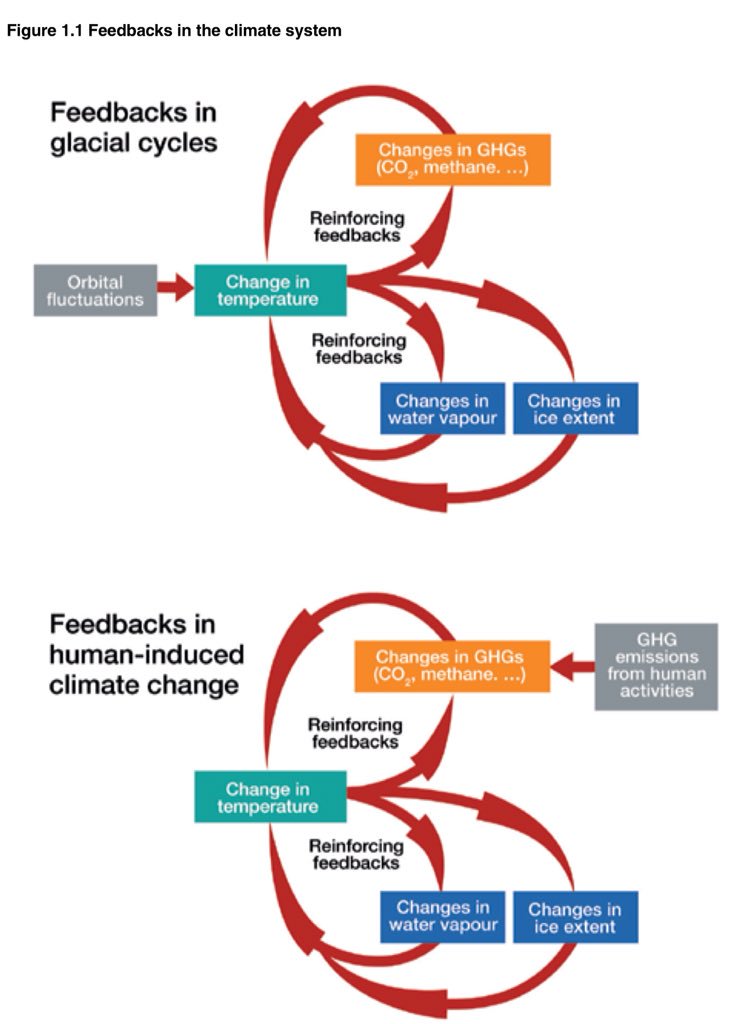 Figure 1.1 Feedbacks in the climate system
Feedbacks in
glacial cycles
Changes in GHGs
(CO₂, methane. ...)
Reinforcing
feedbacks
Orbital
fluctuations
Change in
temperature
Reinforcing
feedbacks
Changes in
water vapour
Changes in
ice extent
Feedbacks in
human-induced
climate change
Changes in GHGs
(CO₂, methane. ...)
GHG
emissions
from human
activities
Reinforcing
feedbacks
Change in
temperature
Reinforcing
feedbacks
Changes in
water vapour
Changes in
ice extent